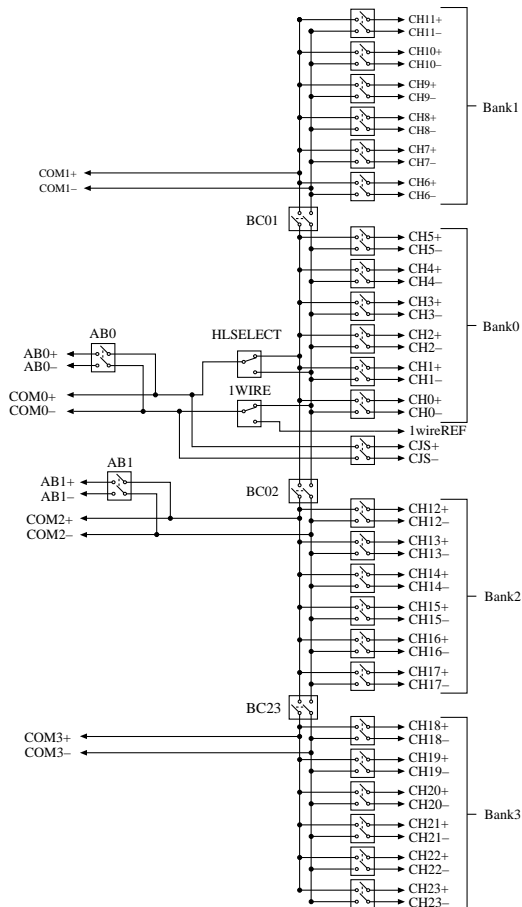 CH11+
CH11–
CH10+
CH10–
CH9+
CH9–
Bank1
CH8+
CH8–
CH7+
CH7–
COM1+
COM1–
CH6+
CH6–
BC01
CH5+
CH5–
CH4+
CH4–
CH3+
CH3–
Bank0
AB0
HLSELECT
CH2+
CH2–
AB0+
AB0–
CH1+
CH1–
1WIRE
COM0+
COM0–
CH0+
CH0–
1wireREF
CJS+
CJS–
AB1
AB1+
AB1–
BC02
CH12+
CH12–
COM2+
COM2–
CH13+
CH13–
CH14+
CH14–
Bank2
CH15+
CH15–
CH16+
CH16–
CH17+
CH17–
BC23
CH18+
CH18–
COM3+
COM3–
CH19+
CH19–
CH20+
CH20–
Bank3
CH21+
CH21–
CH22+
CH22–
CH23+
CH23–